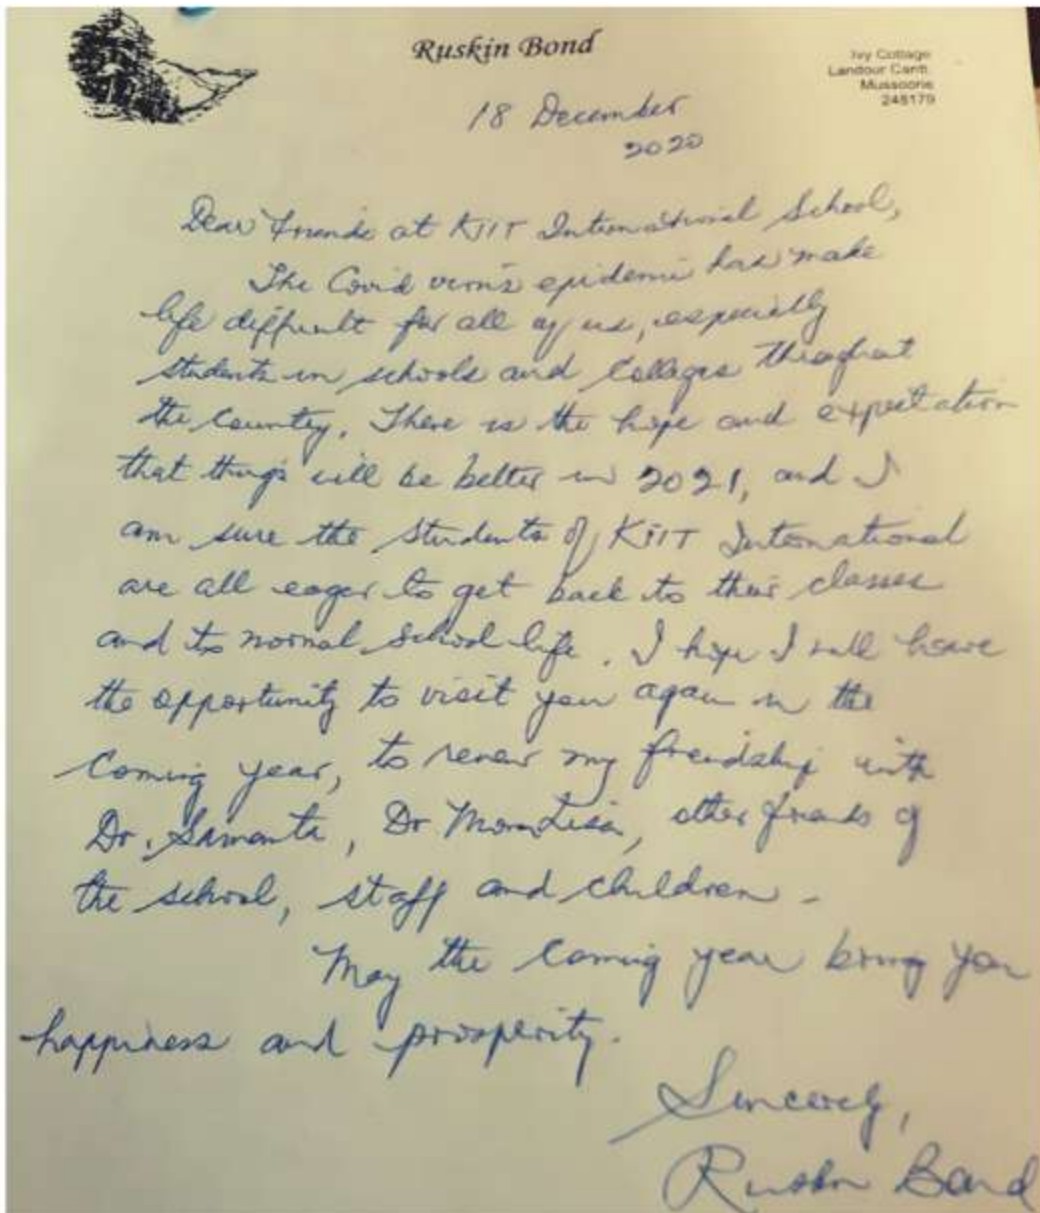 Ruskin Bond
Ivy Cottage
Landour Cantt.
Mussoorie
248179
18 December
2020
Dear Friends at KIIT International School,
The Covid virus epidemic has make
life difficult for all of us, especially
students in schools and colleges throughout
the country. There is the hope and expectation
that things will be better in 2021, and I
am sure the students of KIIT International
are all eager to get back to their classes
and to normal school life. I hope I will have
the opportunity to visit you again in the
coming year, to renew my friendship with
Dr. Samanta, Dr MonaLisa, other friends of
the school, staff and children.
May the coming year bring you
happiness and prosperity.
Sincerely,
Ruskin Bond